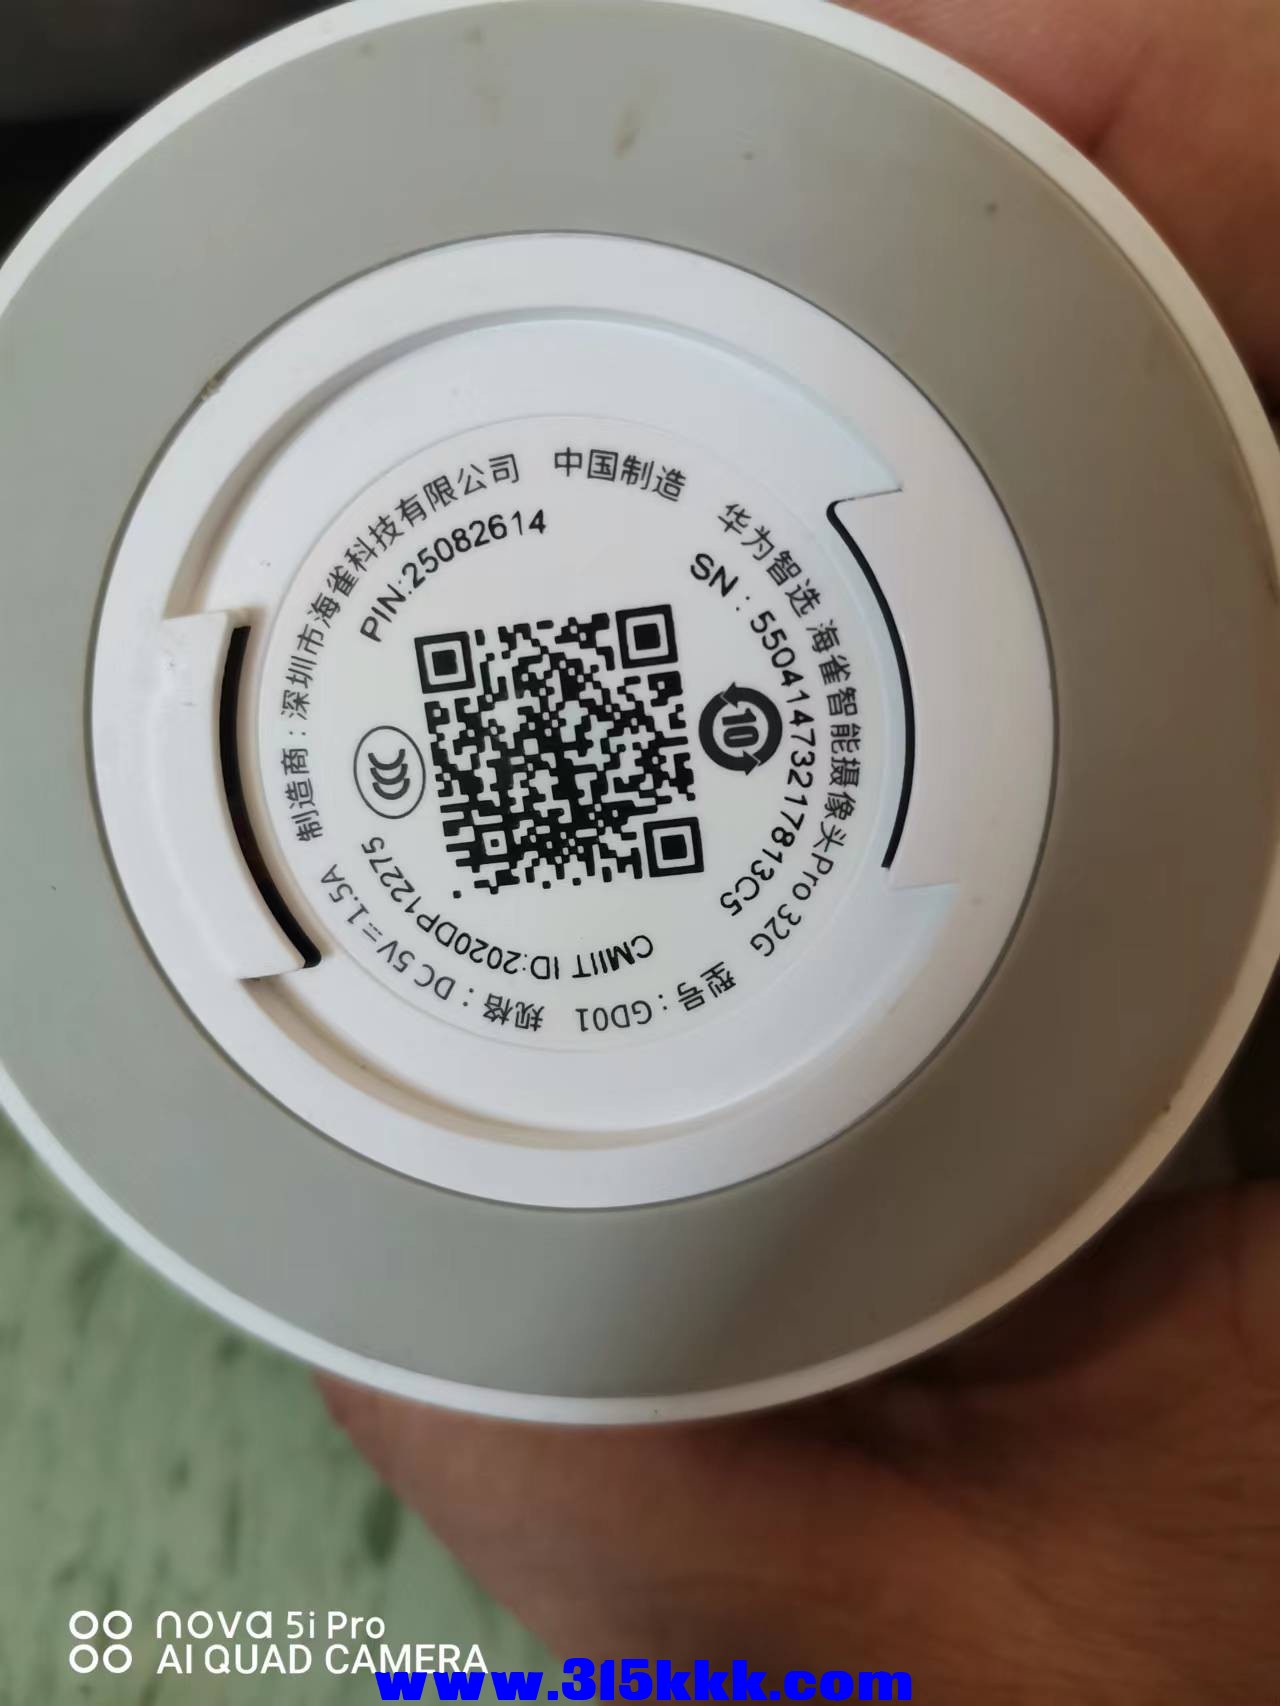 华为智选 海雀智能摄像头Pro 32G
型号：GD01
规格：DC 5V⎓1.5A
制造商：深圳市海雀科技有限公司
中国制造
SN：55041473217813C5
CMIIT ID:2020DP12275
PIN:25082614
10
nova 5i Pro
AI QUAD CAMERA
www.315kkk.com